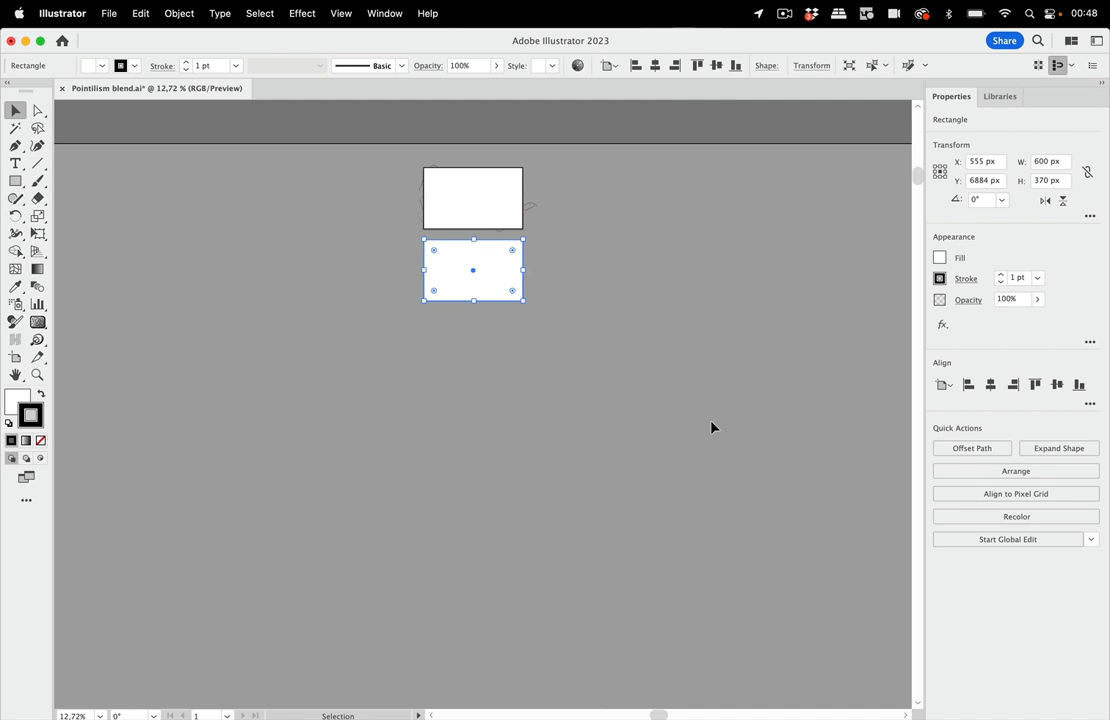 Illustrator File Edit Object Type Select Effect View Window Help 00:48
Adobe Illustrator 2023 Share
Rectangle Stroke: 1 pt Basic Opacity: 100% Style: Shape: Transform
Pointilism blend.ai* @ 12,72 % (RGB/Preview)
Properties Libraries
Rectangle
Transform
X: 555 px W: 600 px
Y: 6884 px H: 370 px
0°
Appearance
Fill
Stroke 1 pt
Opacity 100%
fx.
Align
Quick Actions
Offset Path Expand Shape
Arrange
Align to Pixel Grid
Recolor
Start Global Edit
12,72% 0° 1 Selection